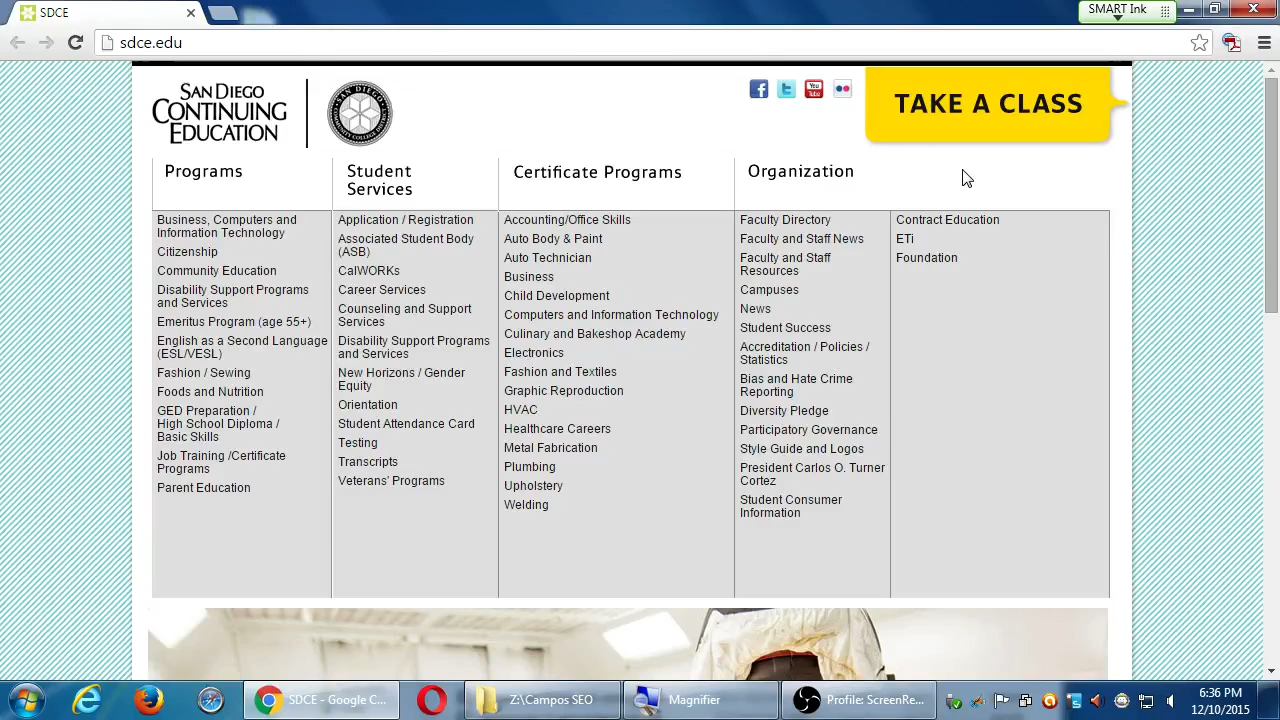 SDCE
SMART Ink
sdce.edu
SAN DIEGO
CONTINUING
EDUCATION
TAKE A CLASS
Programs
Business, Computers and
Information Technology
Citizenship
Community Education
Disability Support Programs
and Services
Emeritus Program (age 55+)
English as a Second Language
(ESL/VESL)
Fashion / Sewing
Foods and Nutrition
GED Preparation /
High School Diploma /
Basic Skills
Job Training /Certificate
Programs
Parent Education
Student
Services
Application / Registration
Associated Student Body
(ASB)
CalWORKs
Career Services
Counseling and Support
Services
Disability Support Programs
and Services
New Horizons / Gender
Equity
Orientation
Student Attendance Card
Testing
Transcripts
Veterans' Programs
Certificate Programs
Accounting/Office Skills
Auto Body & Paint
Auto Technician
Business
Child Development
Computers and Information Technology
Culinary and Bakeshop Academy
Electronics
Fashion and Textiles
Graphic Reproduction
HVAC
Healthcare Careers
Metal Fabrication
Plumbing
Upholstery
Welding
Organization
Faculty Directory
Faculty and Staff News
Faculty and Staff
Resources
Campuses
News
Student Success
Accreditation / Policies /
Statistics
Bias and Hate Crime
Reporting
Diversity Pledge
Participatory Governance
Style Guide and Logos
President Carlos O. Turner
Cortez
Student Consumer
Information
Contract Education
ETi
Foundation
SDCE - Google C...
Z:\Campos SEO
Magnifier
Profile: ScreenRe...
6:36 PM
12/10/2015